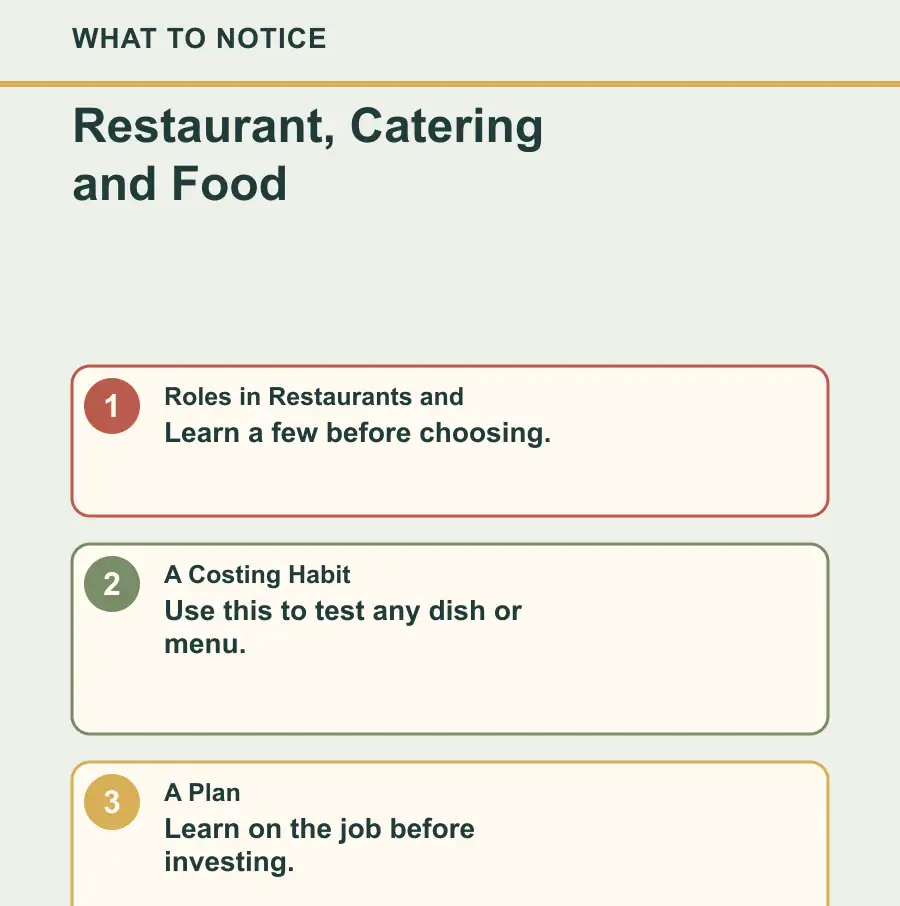 WHAT TO NOTICE
Restaurant, Catering
and Food
1
Roles in Restaurants and
Learn a few before choosing.
2
A Costing Habit
Use this to test any dish or
menu.
3
A Plan
Learn on the job before
investing.